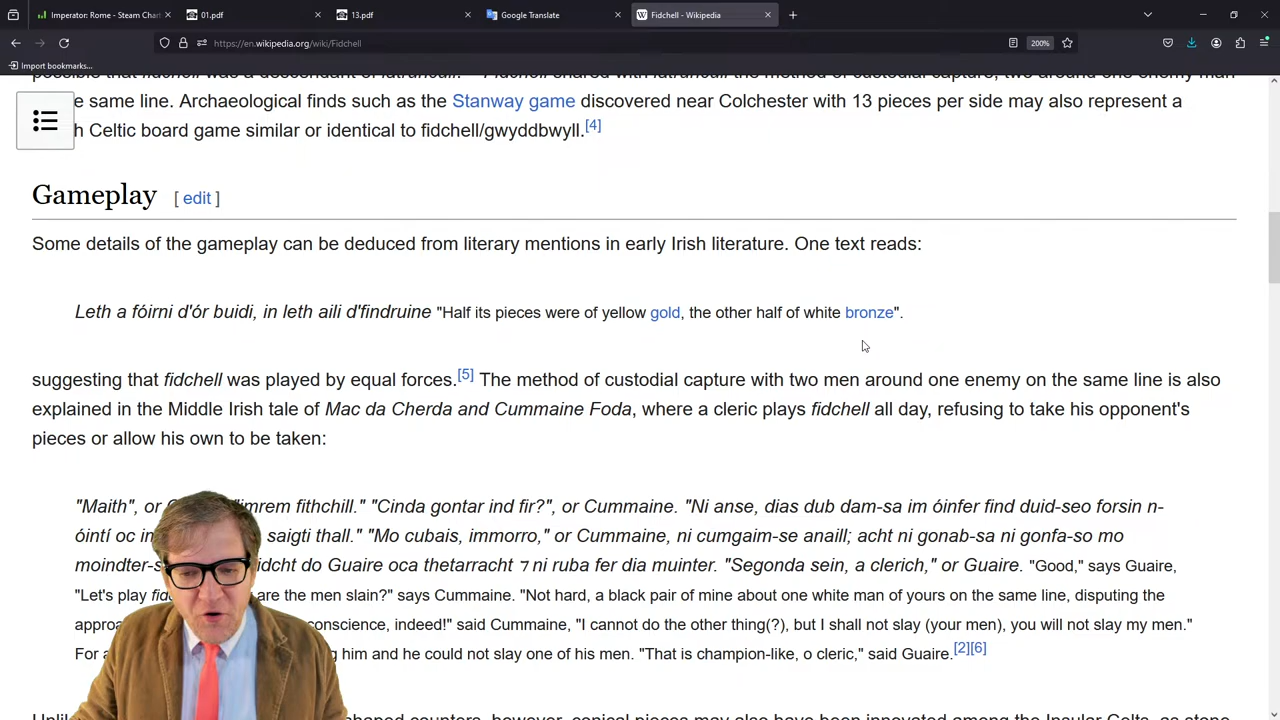 Imperator: Rome - Steam Char
01.pdf
13.pdf
Google Translate
Fidchell - Wikipedia
https://en.wikipedia.org/wiki/Fidchell
200%
Import bookmarks...
possible that fidchell was a descendant of latrunculi. Fidchell shared with latrunculi the method of custodial capture, two around one enemy man
e same line. Archaeological finds such as the Stanway game discovered near Colchester with 13 pieces per side may also represent a
h Celtic board game similar or identical to fidchell/gwyddbwyll.[4]
Gameplay [ edit ]
Some details of the gameplay can be deduced from literary mentions in early Irish literature. One text reads:
Leth a fóirni d'ór buidi, in leth aili d'findruine "Half its pieces were of yellow gold, the other half of white bronze".
suggesting that fidchell was played by equal forces.[5] The method of custodial capture with two men around one enemy on the same line is also
explained in the Middle Irish tale of Mac da Cherda and Cummaine Foda, where a cleric plays fidchell all day, refusing to take his opponent's
pieces or allow his own to be taken:
"Maith", or "imrem fithchill." "Cinda gontar ind fir?", or Cummaine. "Ni anse, dias dub dam-sa im óinfer find duid-seo forsin n-
óintí oc saigti thall." "Mo cubais, immorro," or Cummaine, ni cumgaim-se anaill; acht ni gonab-sa ni gonfa-so mo
moindter-s idcht do Guaire oca thetarracht ⁊ ni ruba fer dia muinter. "Segonda sein, a clerich," or Guaire. "Good," says Guaire,
"Let's play are the men slain?" says Cummaine. "Not hard, a black pair of mine about one white man of yours on the same line, disputing the
approa conscience, indeed!" said Cummaine, "I cannot do the other thing(?), but I shall not slay (your men), you will not slay my men."
For a g him and he could not slay one of his men. "That is champion-like, o cleric," said Guaire.[2][6]
shaped counters, however, conical pieces may also have been innovated among the Insular Celts, as stone